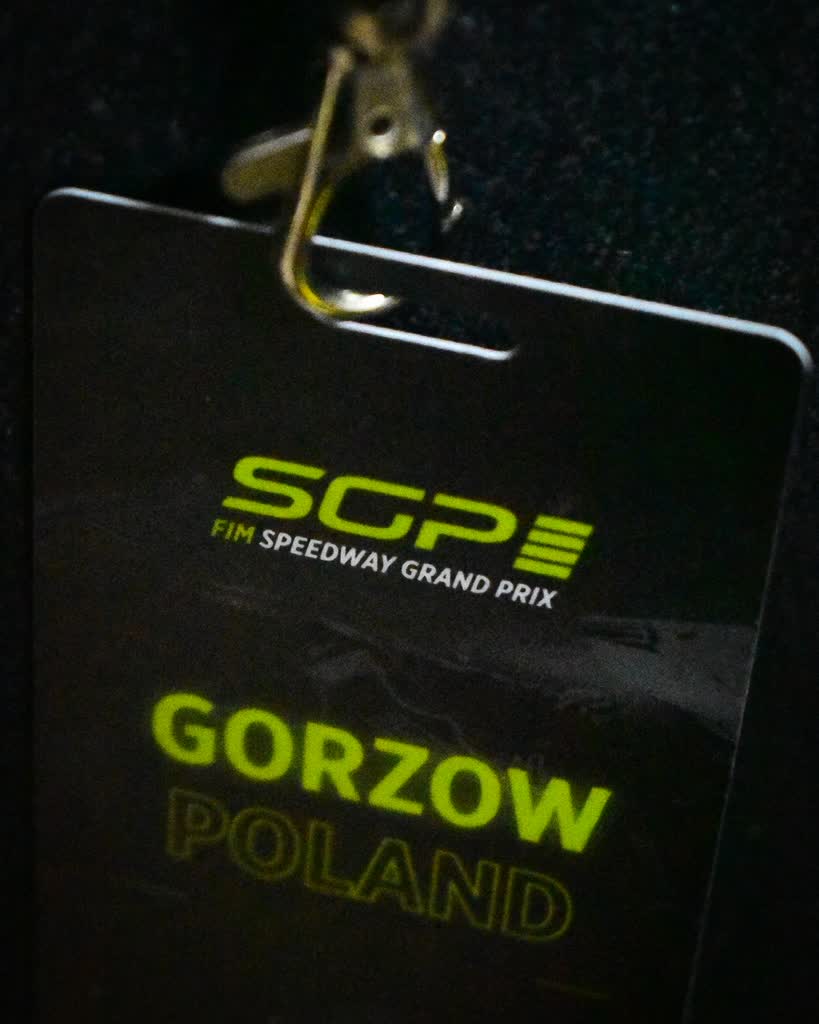 SGP
FIM SPEEDWAY GRAND PRIX
GORZOW
POLAND